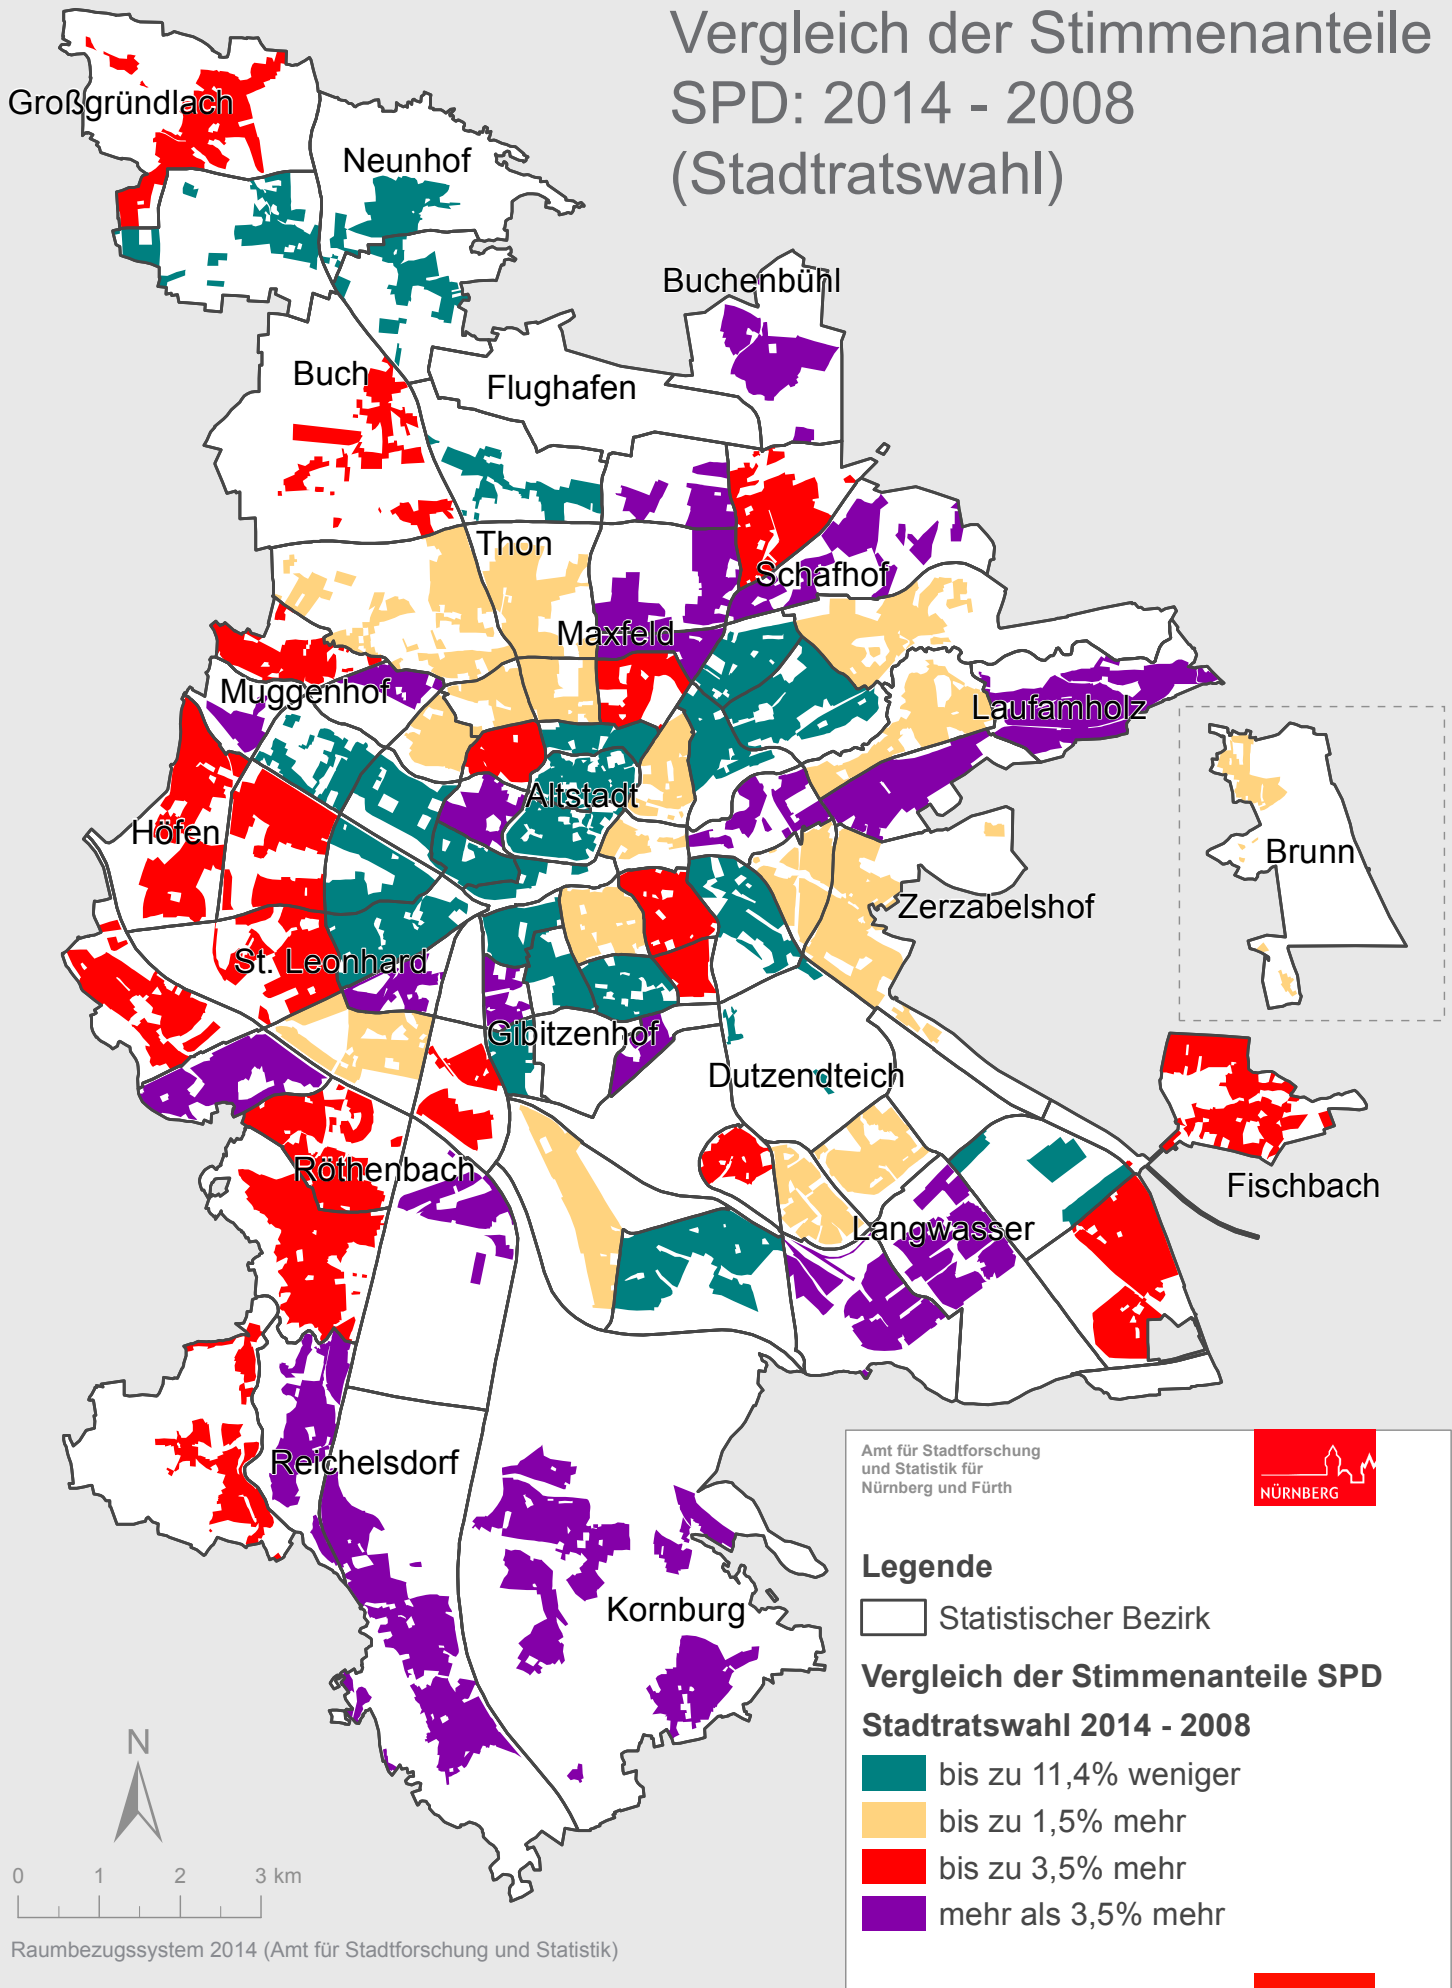 Vergleich der Stimmenanteile
SPD: 2014 - 2008
(Stadtratswahl)
Großgründlach
Neunhof
Buchenbühl
Buch
Flughafen
Thon
Schafhof
Maxfeld
Muggenhof
Laufamholz
Altstadt
Höfen
Brunn
Zerzabelshof
St. Leonhard
Gibitzenhof
Dutzendteich
Röthenbach
Fischbach
Langwasser
Reichelsdorf
Kornburg
Amt für Stadtforschung
und Statistik für
Nürnberg und Fürth
NÜRNBERG
Legende
Statistischer Bezirk
Vergleich der Stimmenanteile SPD
Stadtratswahl 2014 - 2008
bis zu 11,4% weniger
bis zu 1,5% mehr
bis zu 3,5% mehr
mehr als 3,5% mehr
N
0 1 2 3 km
Raumbezugssystem 2014 (Amt für Stadtforschung und Statistik)